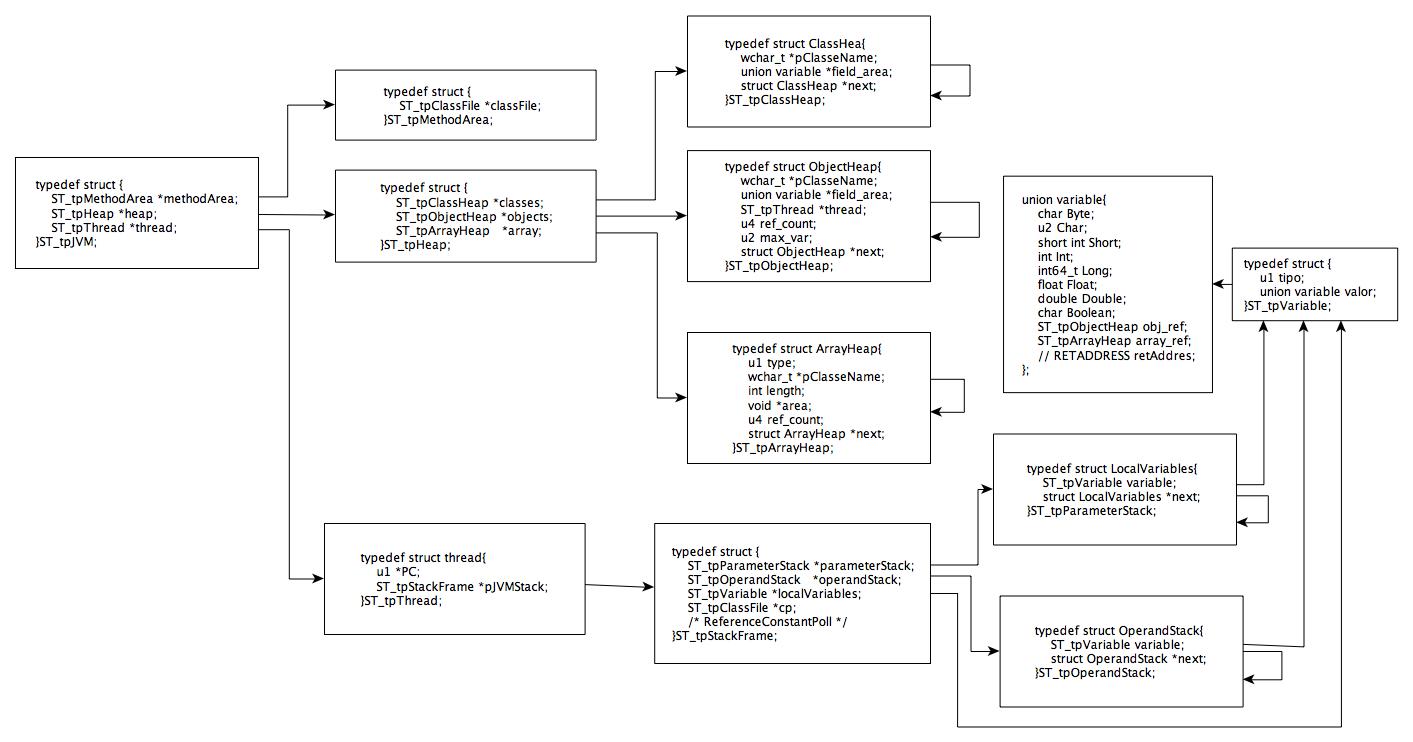 typedef struct {
ST_tpMethodArea *methodArea;
ST_tpHeap *heap;
ST_tpThread *thread;
}ST_tpJVM;
typedef struct {
ST_tpClassFile *classFile;
}ST_tpMethodArea;
typedef struct {
ST_tpClassHeap *classes;
ST_tpObjectHeap *objects;
ST_tpArrayHeap *array;
}ST_tpHeap;
typedef struct ClassHea{
wchar_t *pClasseName;
union variable *field_area;
struct ClassHeap *next;
}ST_tpClassHeap;
typedef struct ObjectHeap{
wchar_t *pClasseName;
union variable *field_area;
ST_tpThread *thread;
u4 ref_count;
u2 max_var;
struct ObjectHeap *next;
}ST_tpObjectHeap;
typedef struct ArrayHeap{
u1 type;
wchar_t *pClasseName;
int length;
void *area;
u4 ref_count;
struct ArrayHeap *next;
}ST_tpArrayHeap;
union variable{
char Byte;
u2 Char;
short int Short;
int Int;
int64_t Long;
float Float;
double Double;
char Boolean;
ST_tpObjectHeap obj_ref;
ST_tpArrayHeap array_ref;
// RETADDRESS retAddres;
};
typedef struct {
u1 tipo;
union variable valor;
}ST_tpVariable;
typedef struct thread{
u1 *PC;
ST_tpStackFrame *pJVMStack;
}ST_tpThread;
typedef struct {
ST_tpParameterStack *parameterStack;
ST_tpOperandStack *operandStack;
ST_tpVariable *localVariables;
ST_tpClassFile *cp;
/* ReferenceConstantPoll */
}ST_tpStackFrame;
typedef struct LocalVariables{
ST_tpVariable variable;
struct LocalVariables *next;
}ST_tpParameterStack;
typedef struct OperandStack{
ST_tpVariable variable;
struct OperandStack *next;
}ST_tpOperandStack;